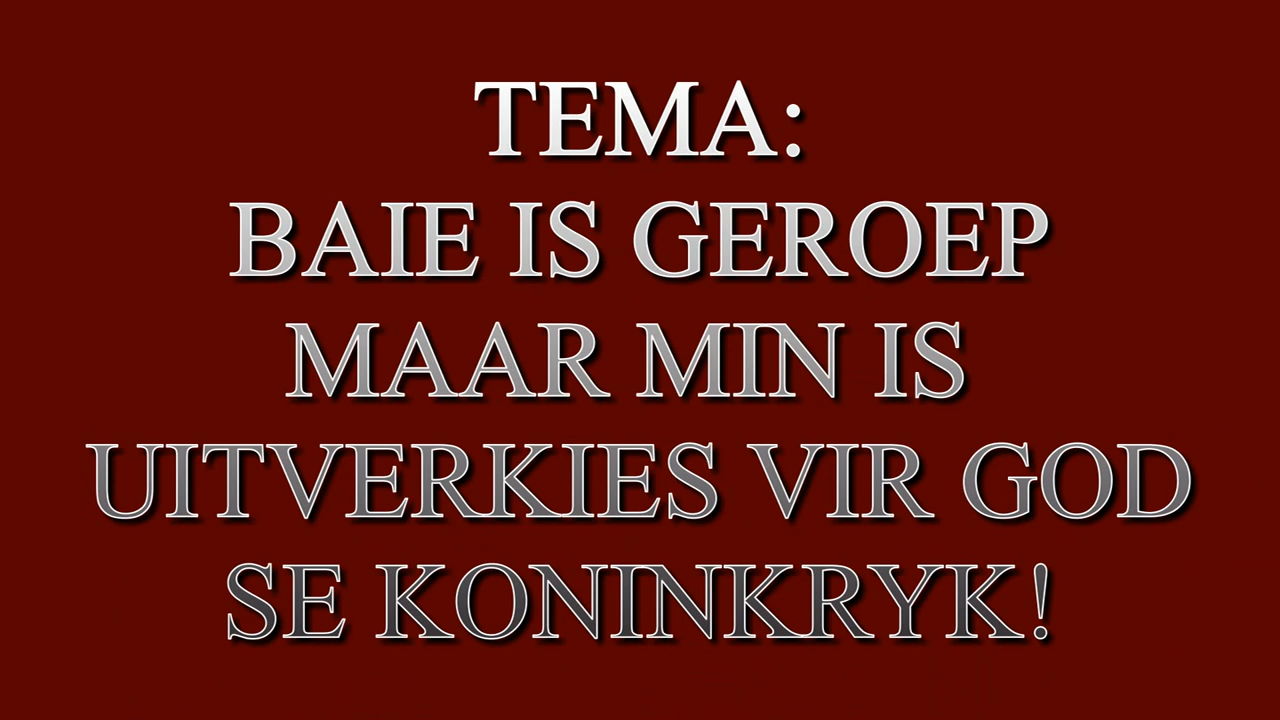 TEMA:
BAIE IS GEROEP
MAAR MIN IS
UITVERKIES VIR GOD
SE KONINKRYK!